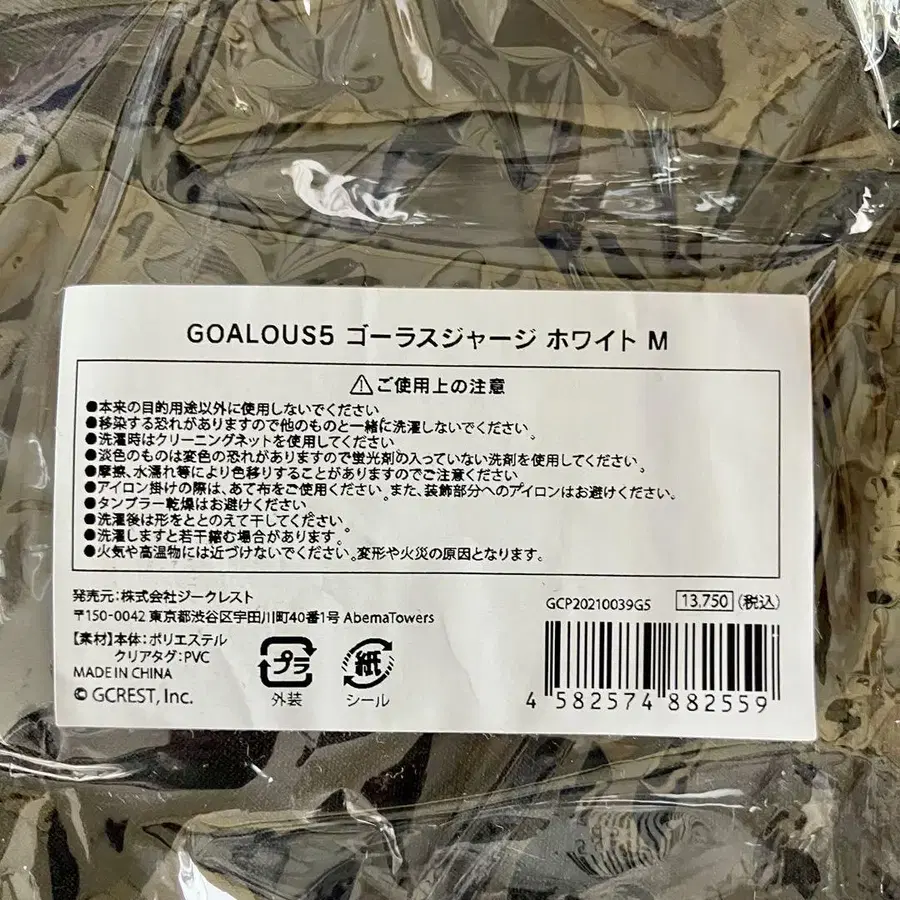 GOALOUS5 ゴーラスジャージ ホワイト M
⚠ご使用上の注意
●本来の目的用途以外に使用しないでください
●移染する恐れがありますので他のものと一緒に洗濯しないでください。
●洗濯時はクリーニングネットを使用してください
●淡色のものは変色の恐れがありますので蛍光剤の入っていない洗剤を使用してください。
●摩擦、水濡れ等により色移りすることがありますのでご注意ください。
●アイロン掛けの際は、あて布をご使用ください。また、装飾部分へのアイロンはお避けください。
●タンブラー乾燥はお避けください。
●洗濯後は形をととのえて干してください。
●洗濯しますと若干縮む場合があります。
●火気や高温物には近づけないでください。変形や火災の原因となります。
発売元:株式会社ジークレスト
〒150-0042 東京都渋谷区宇田川町40番1号 AbemaTowers
【素材】本体:ポリエステル
クリアタグ:PVC
MADE IN CHINA
© GCREST, Inc.
プラ
外装
紙
シール
GCP20210039G5 13,750 (税込)
4 582574 882559